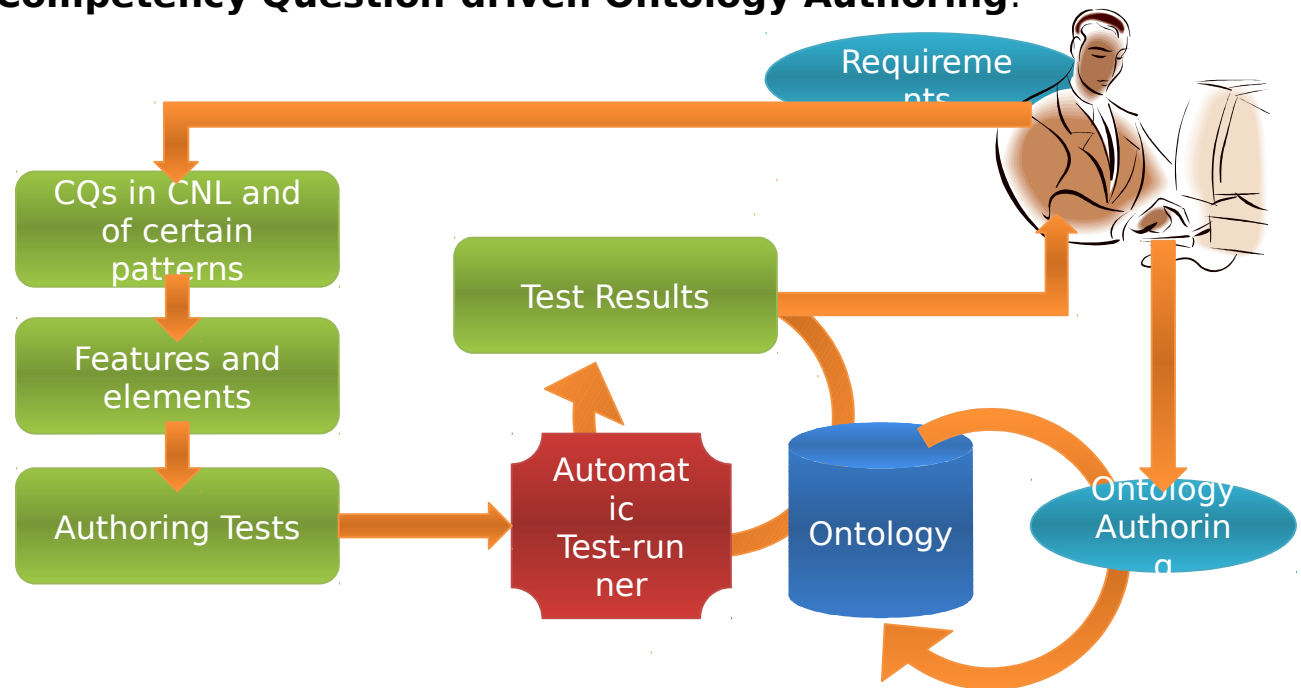 Competency Question-driven Ontology Authoring.
Requireme
nts
CQs in CNL and
of certain
patterns
Test Results
Features and
elements
Automat
ic
Test-run
ner
Authoring Tests
Ontology
Ontology
Authorin
g